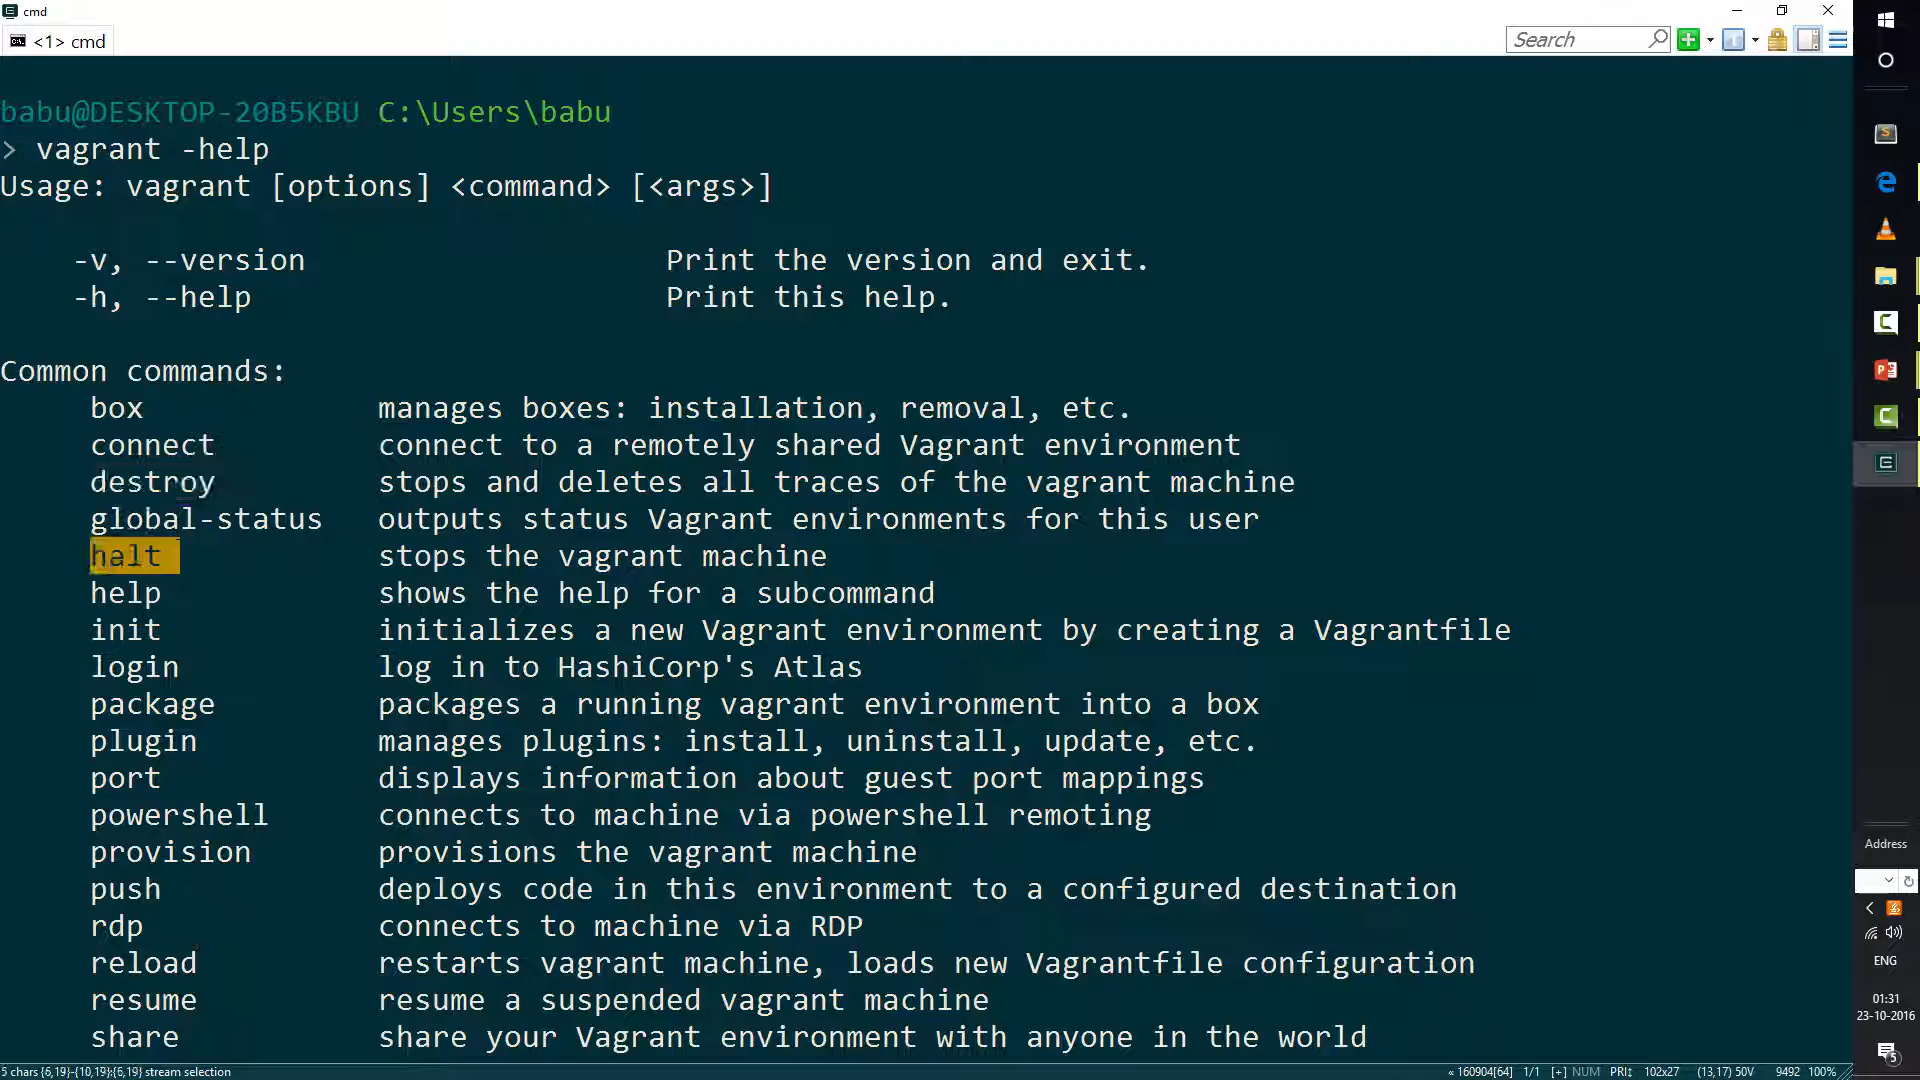 cmd
<1> cmd
Search
babu@DESKTOP-20B5KBU C:\Users\babu
> vagrant -help
Usage: vagrant [options] <command> [<args>]
-v, --version Print the version and exit.
-h, --help Print this help.
Common commands:
box manages boxes: installation, removal, etc.
connect connect to a remotely shared Vagrant environment
destroy stops and deletes all traces of the vagrant machine
global-status outputs status Vagrant environments for this user
halt stops the vagrant machine
help shows the help for a subcommand
init initializes a new Vagrant environment by creating a Vagrantfile
login log in to HashiCorp's Atlas
package packages a running vagrant environment into a box
plugin manages plugins: install, uninstall, update, etc.
port displays information about guest port mappings
powershell connects to machine via powershell remoting
provision provisions the vagrant machine
push deploys code in this environment to a configured destination
rdp connects to machine via RDP
reload restarts vagrant machine, loads new Vagrantfile configuration
resume resume a suspended vagrant machine
share share your Vagrant environment with anyone in the world
5 chars {6,19}-{10,19}:{6,19} stream selection
« 160904[64] 1/1 [+] NUM PRI↕ 102x27 (13,17) 50V 9492 100%
Address
ENG
01:31
23-10-2016
5